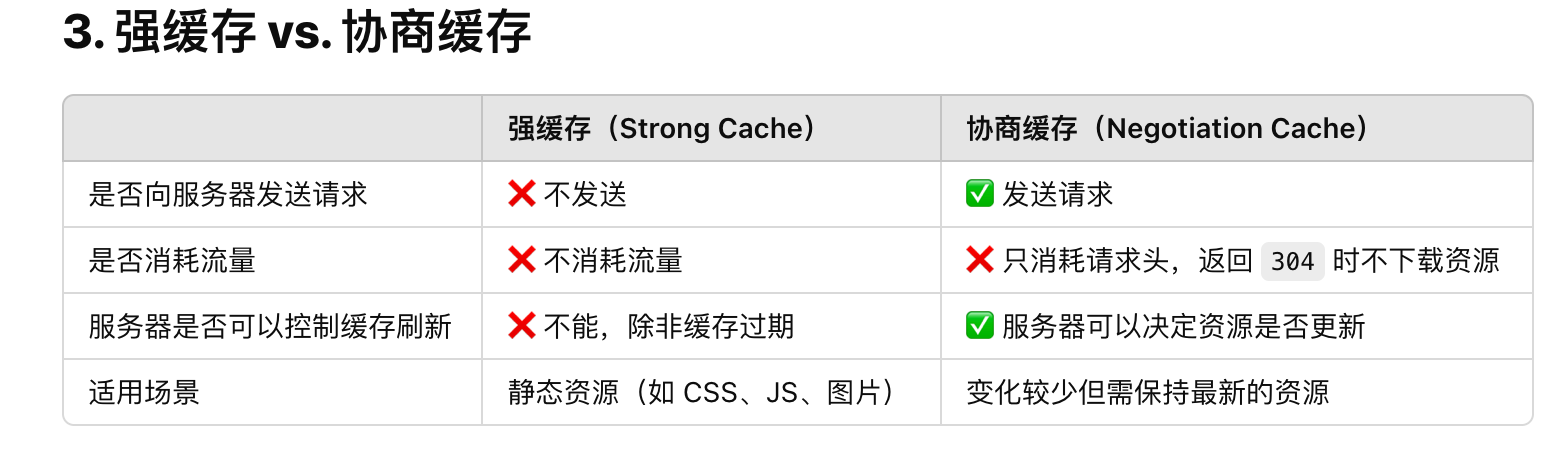 3. 强缓存 vs. 协商缓存
强缓存（Strong Cache） 协商缓存（Negotiation Cache）
是否向服务器发送请求 ❌ 不发送 ✅ 发送请求
是否消耗流量 ❌ 不消耗流量 ❌ 只消耗请求头，返回 304 时不下载资源
服务器是否可以控制缓存刷新 ❌ 不能，除非缓存过期 ✅ 服务器可以决定资源是否更新
适用场景 静态资源（如 CSS、JS、图片） 变化较少但需保持最新的资源